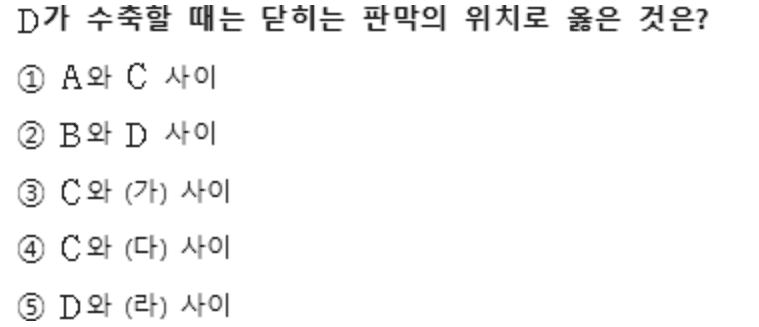 D가 수축할 때는 닫히는 판막의 위치로 옳은 것은?
① A와 C 사이
② B와 D 사이
③ C와 (가) 사이
④ C와 (다) 사이
⑤ D와 (라) 사이